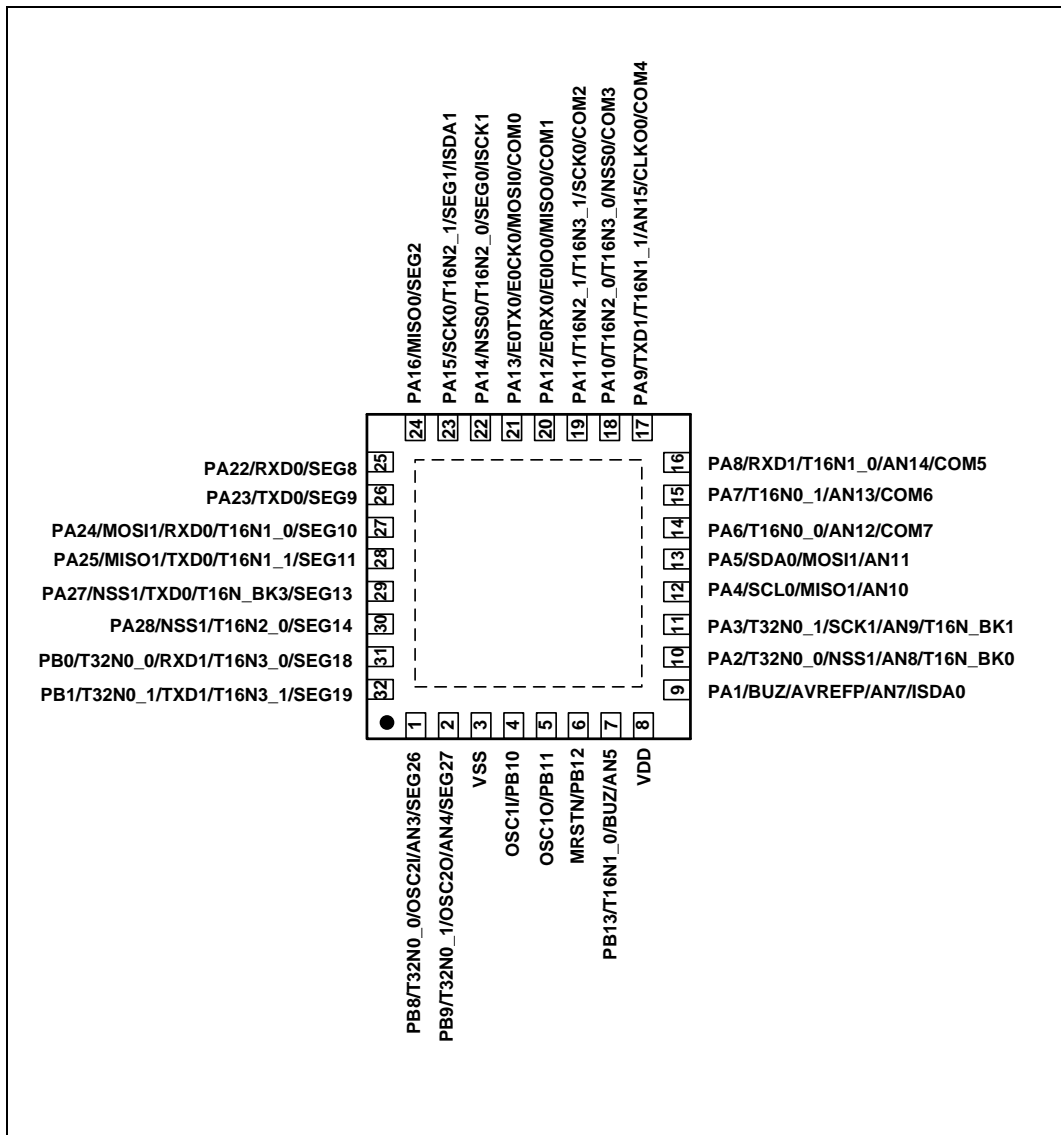 PA16/MISO0/SEG2
PA15/SCK0/T16N2_1/SEG1/ISDA1
PA14/NSS0/T16N2_0/SEG0/ISCK1
PA13/E0TX0/E0CK0/MOSI0/COM0
PA12/E0RX0/E0IO0/MISO0/COM1
PA11/T16N2_1/T16N3_1/SCK0/COM2
PA10/T16N2_0/T16N3_0/NSS0/COM3
PA9/TXD1/T16N1_1/AN15/CLKO0/COM4
24
23
22
21
20
19
18
17
PA22/RXD0/SEG8
25
PA23/TXD0/SEG9
26
PA24/MOSI1/RXD0/T16N1_0/SEG10
27
PA25/MISO1/TXD0/T16N1_1/SEG11
28
PA27/NSS1/TXD0/T16N_BK3/SEG13
29
PA28/NSS1/T16N2_0/SEG14
30
PB0/T32N0_0/RXD1/T16N3_0/SEG18
31
PB1/T32N0_1/TXD1/T16N3_1/SEG19
32
16
PA8/RXD1/T16N1_0/AN14/COM5
15
PA7/T16N0_1/AN13/COM6
14
PA6/T16N0_0/AN12/COM7
13
PA5/SDA0/MOSI1/AN11
12
PA4/SCL0/MISO1/AN10
11
PA3/T32N0_1/SCK1/AN9/T16N_BK1
10
PA2/T32N0_0/NSS1/AN8/T16N_BK0
9
PA1/BUZ/AVREFP/AN7/ISDA0
1
2
3
4
5
6
7
8
PB8/T32N0_0/OSC2I/AN3/SEG26
PB9/T32N0_1/OSC2O/AN4/SEG27
VSS
OSC1I/PB10
OSC1O/PB11
MRSTN/PB12
PB13/T16N1_0/BUZ/AN5
VDD